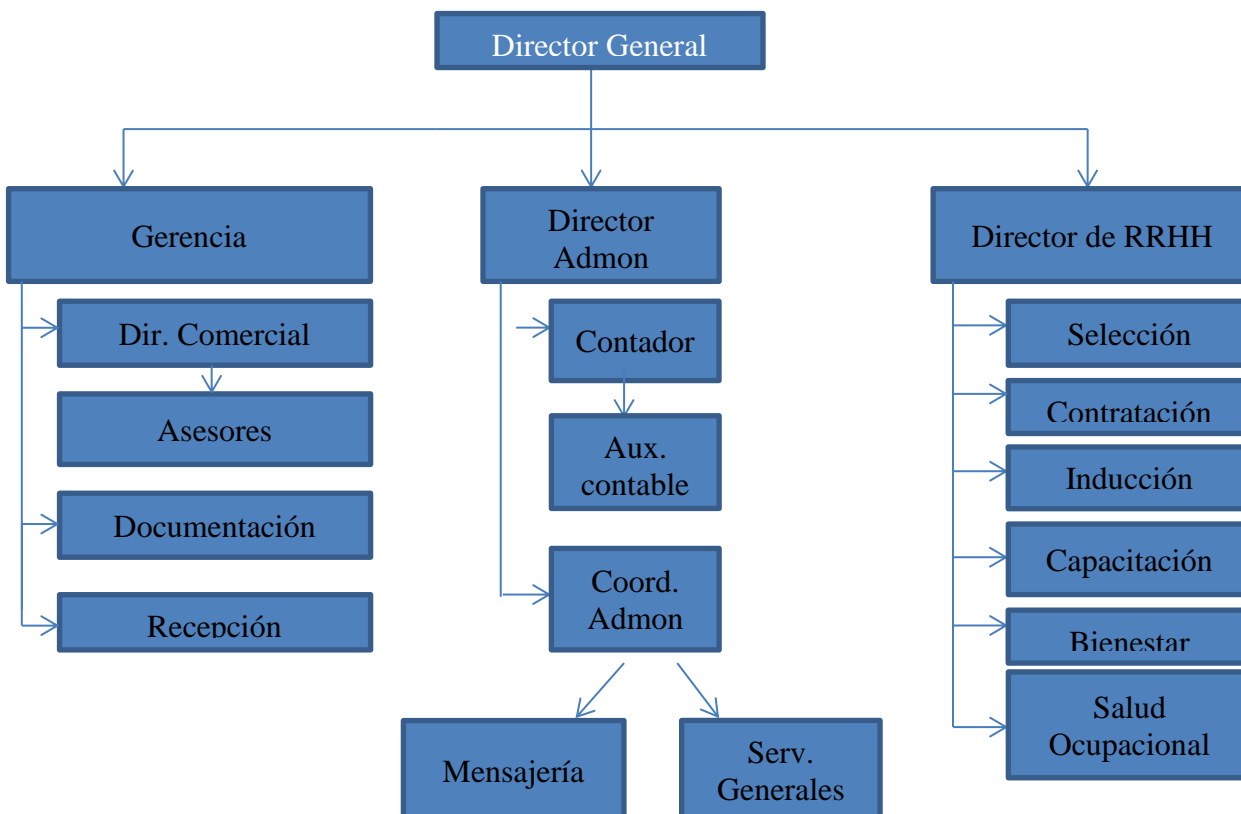 Director General
Gerencia
Director
Admon
Director de RRHH
Dir. Comercial
Asesores
Documentación
Recepción
Contador
Aux.
contable
Coord.
Admon
Mensajería
Serv.
Generales
Selección
Contratación
Inducción
Capacitación
Bienestar
Salud
Ocupacional